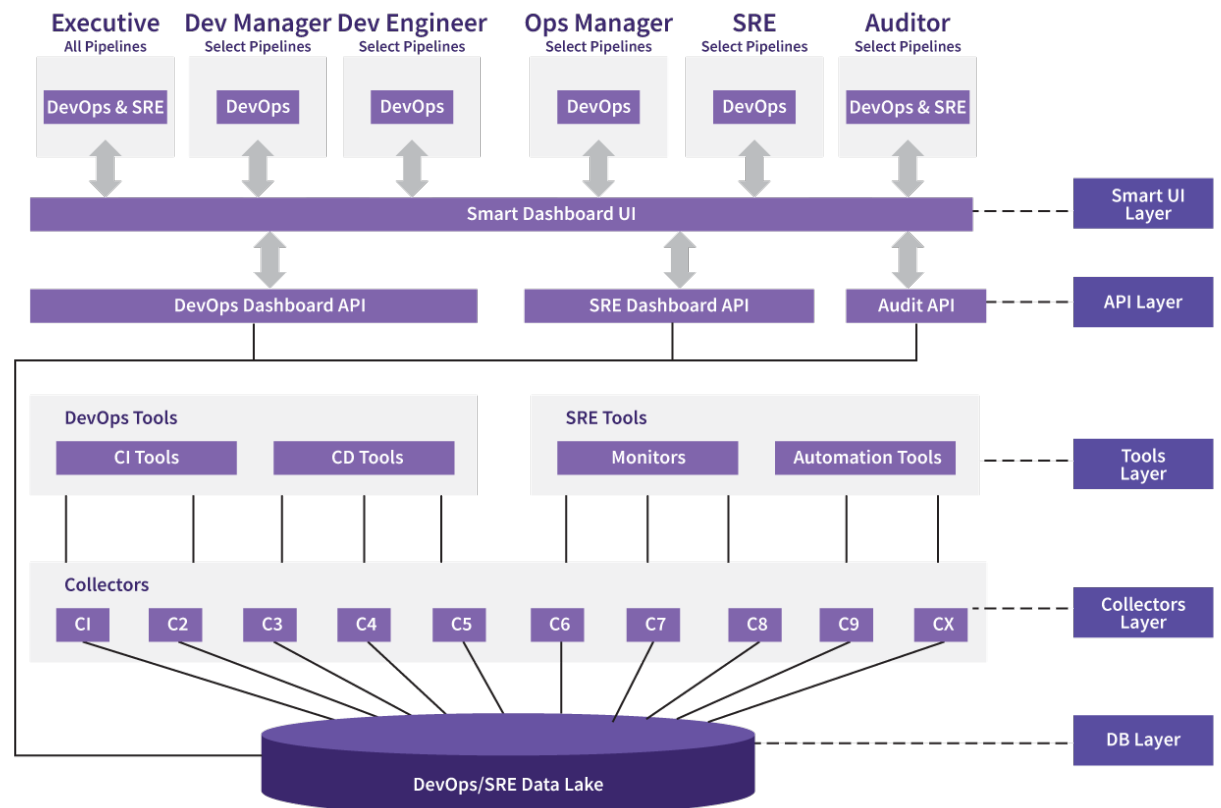 Executive
All Pipelines
Dev Manager
Select Pipelines
Dev Engineer
Select Pipelines
Ops Manager
Select Pipelines
SRE
Select Pipelines
Auditor
Select Pipelines
DevOps & SRE
DevOps
DevOps
DevOps
DevOps
DevOps & SRE
Smart Dashboard UI
Smart UI
Layer
DevOps Dashboard API
SRE Dashboard API
Audit API
API Layer
DevOps Tools
CI Tools
CD Tools
SRE Tools
Monitors
Automation Tools
Tools
Layer
Collectors
CI
C2
C3
C4
C5
C6
C7
C8
C9
CX
Collectors
Layer
DevOps/SRE Data Lake
DB Layer